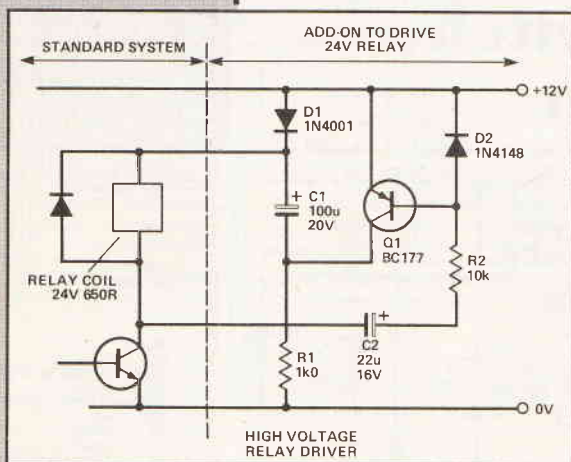 STANDARD SYSTEM
ADD-ON TO DRIVE
24V RELAY
+12V
D1
1N4001
D2
1N4148
+
C1
100u
20V
Q1
BC177
R2
10k
RELAY COIL
24V 650R
+
C2
22u
16V
R1
1k0
0V
HIGH VOLTAGE
RELAY DRIVER